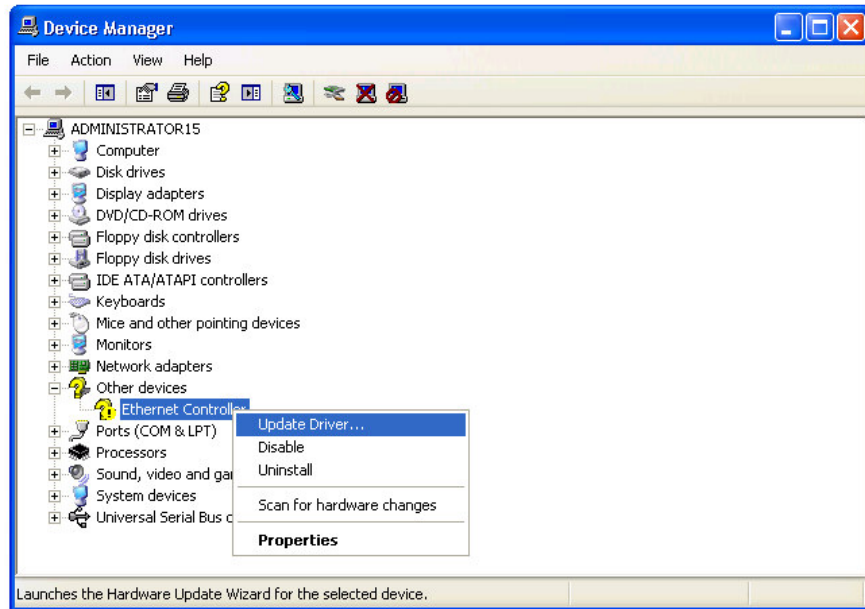 Device Manager
File Action View Help
ADMINISTRATOR15
Computer
Disk drives
Display adapters
DVD/CD-ROM drives
Floppy disk controllers
Floppy disk drives
IDE ATA/ATAPI controllers
Keyboards
Mice and other pointing devices
Monitors
Network adapters
Other devices
Ethernet Controller
Ports (COM & LPT)
Processors
Sound, video and
System devices
Universal Serial Bus
Update Driver...
Disable
Uninstall
Scan for hardware changes
Properties
Launches the Hardware Update Wizard for the selected device.